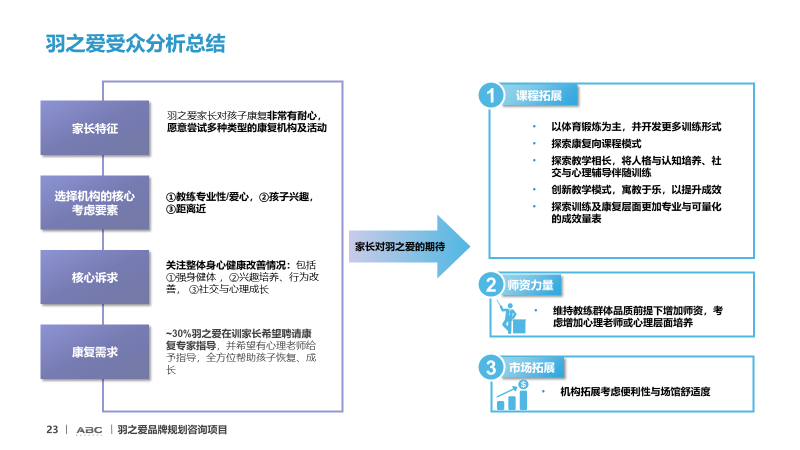 羽之爱受众分析总结
家长特征
羽之爱家长对孩子康复非常有耐心，
愿意尝试多种类型的康复机构及活动
选择机构的核心
考虑要素
①教练专业性/爱心，②孩子兴趣，
③距离近
核心诉求
关注整体身心健康改善情况：包括
①强身健体 ，②兴趣培养、行为改
善， ③社交与心理成长
康复需求
~30%羽之爱在训家长希望聘请康
复专家指导，并希望有心理老师给
予指导，全方位帮助孩子恢复、成
长
家长对羽之爱的期待
1 课程拓展
• 以体育锻炼为主，并开发更多训练形式
• 探索康复向课程模式
• 探索教学相长，将人格与认知培养、社
交与心理辅导伴随训练
• 创新教学模式，寓教于乐，以提升成效
• 探索训练及康复层面更加专业与可量化
的成效量表
2 师资力量
• 维持教练群体品质前提下增加师资，考
虑增加心理老师或心理层面培养
3 市场拓展
$
• 机构拓展考虑便利性与场馆舒适度
23 | ABC | 羽之爱品牌规划咨询项目